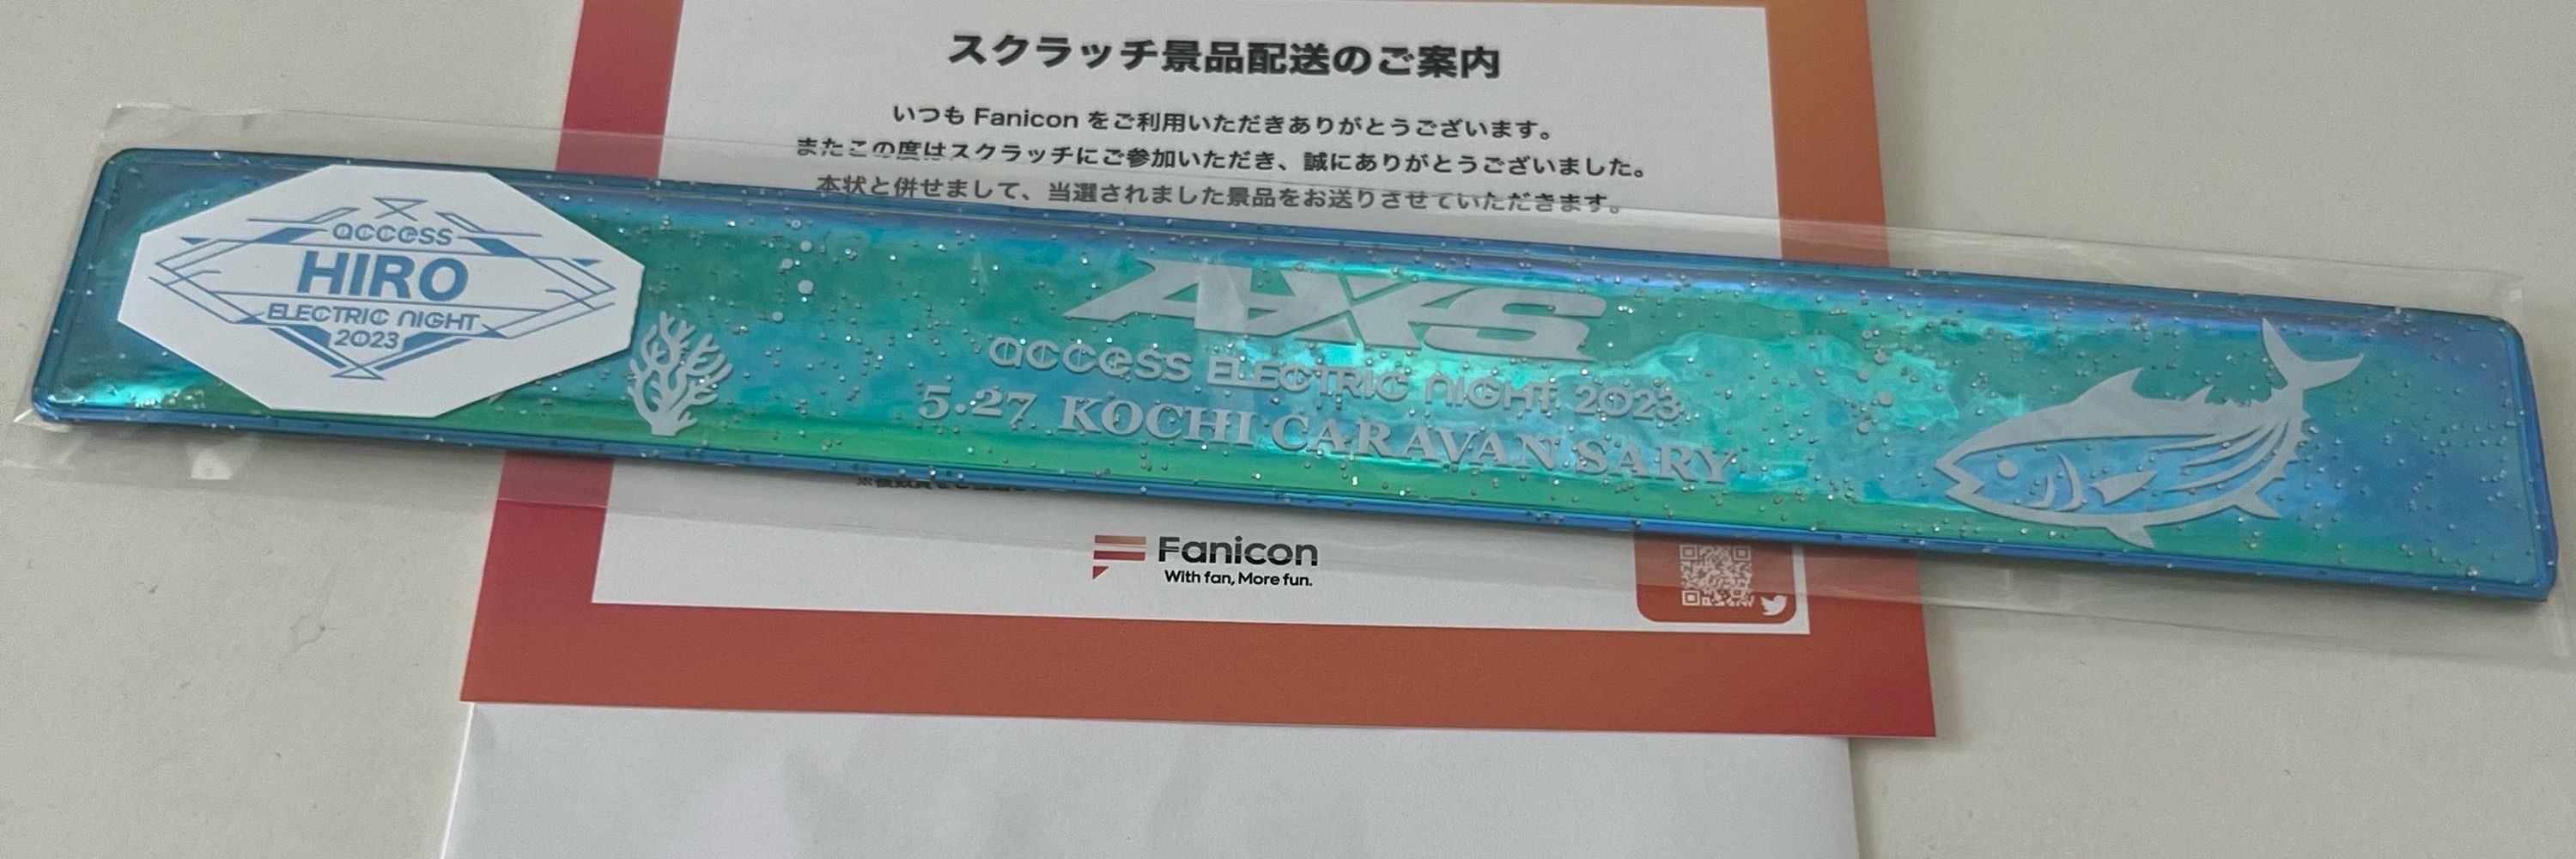 スクラッチ景品配送のご案内
いつも Fanicon をご利用いただきありがとうございます。
またこの度はスクラッチにご参加いただき、誠にありがとうございました。
本状と併せまして、当選されました景品をお送りさせていただきます。
access
HIRO
ELECTRIC NIGHT
2023
AXS
access ELECTRIC NIGHT 2023
5.27 KOCHI CARAVAN SARY
Fanicon
With fan, More fun.